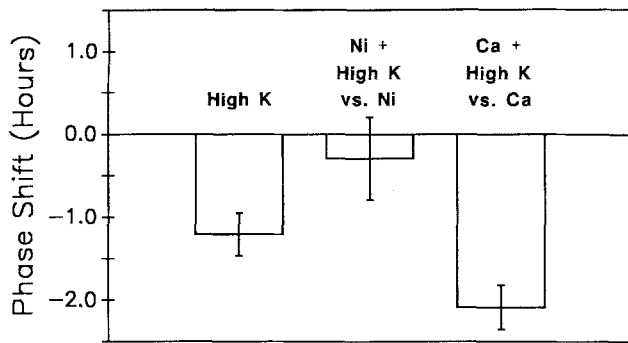 Phase Shift (Hours)
1.0
0.0
−1.0
−2.0
High K
Ni +
High K
vs. Ni
Ca +
High K
vs. Ca